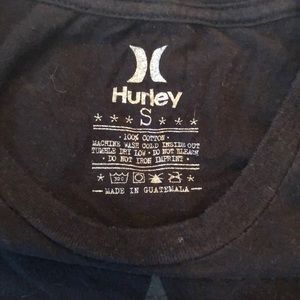 Hurley
* * * S * * *
· 100% COTTON ·
MACHINE WASH COLD INSIDE OUT
TUMBLE DRY LOW · DO NOT BLEACH
· DO NOT IRON IMPRINT ·
30C
— MADE IN GUATEMALA —